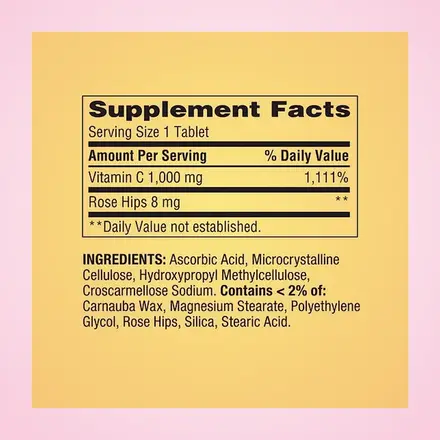 Supplement Facts
Serving Size 1 Tablet
Amount Per Serving % Daily Value
Vitamin C 1,000 mg 1,111%
Rose Hips 8 mg **
**Daily Value not established.
INGREDIENTS: Ascorbic Acid, Microcrystalline
Cellulose, Hydroxypropyl Methylcellulose,
Croscarmellose Sodium. Contains < 2% of:
Carnauba Wax, Magnesium Stearate, Polyethylene
Glycol, Rose Hips, Silica, Stearic Acid.